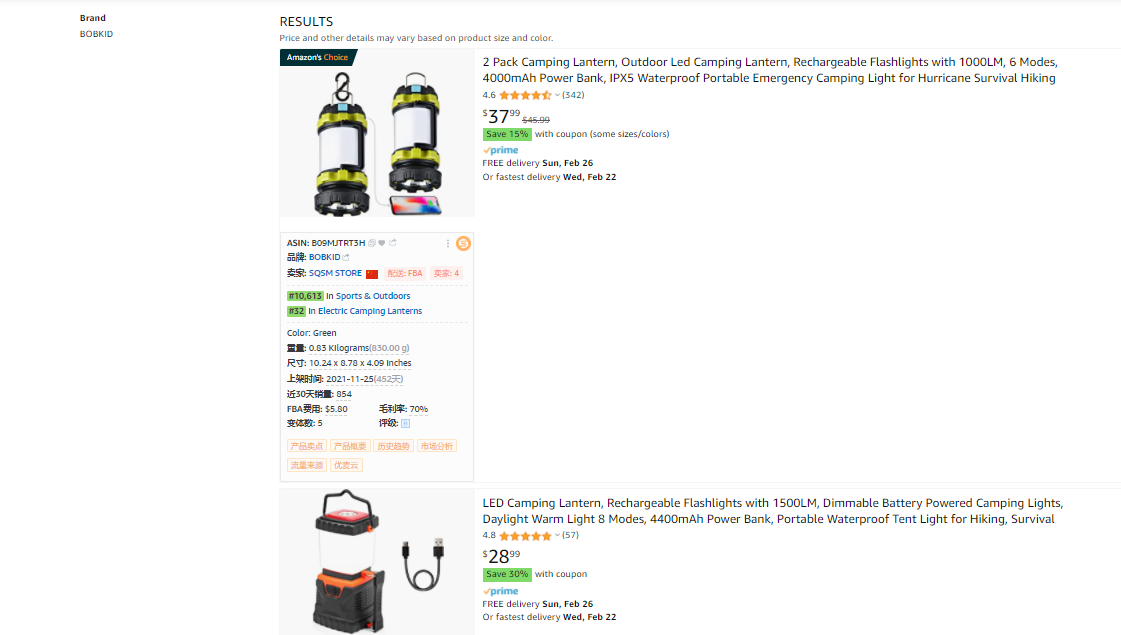 Brand
BOBKID
RESULTS
Price and other details may vary based on product size and color.
Amazon's Choice
2 Pack Camping Lantern, Outdoor Led Camping Lantern, Rechargeable Flashlights with 1000LM, 6 Modes,
4000mAh Power Bank, IPX5 Waterproof Portable Emergency Camping Light for Hurricane Survival Hiking
4.6 (342)
$37.99 $45.99
Save 15% with coupon (some sizes/colors)
prime
FREE delivery Sun, Feb 26
Or fastest delivery Wed, Feb 22
ASIN: B09MJTRT3H
品牌: BOBKID
卖家: SQSM STORE 配送: FBA 卖家: 4
#10,613 In Sports & Outdoors
#32 In Electric Camping Lanterns
Color: Green
重量: 0.83 Kilograms(830.00 g)
尺寸: 10.24 x 8.78 x 4.09 Inches
上架时间: 2021-11-25(452天)
近30天销量: 854
FBA费用: $5.80 毛利率: 70%
变体数: 5 评级:
产品卖点 产品概要 历史趋势 市场分析
流量来源 优麦云
LED Camping Lantern, Rechargeable Flashlights with 1500LM, Dimmable Battery Powered Camping Lights,
Daylight Warm Light 8 Modes, 4400mAh Power Bank, Portable Waterproof Tent Light for Hiking, Survival
4.8 (57)
$28.99
Save 30% with coupon
prime
FREE delivery Sun, Feb 26
Or fastest delivery Wed, Feb 22